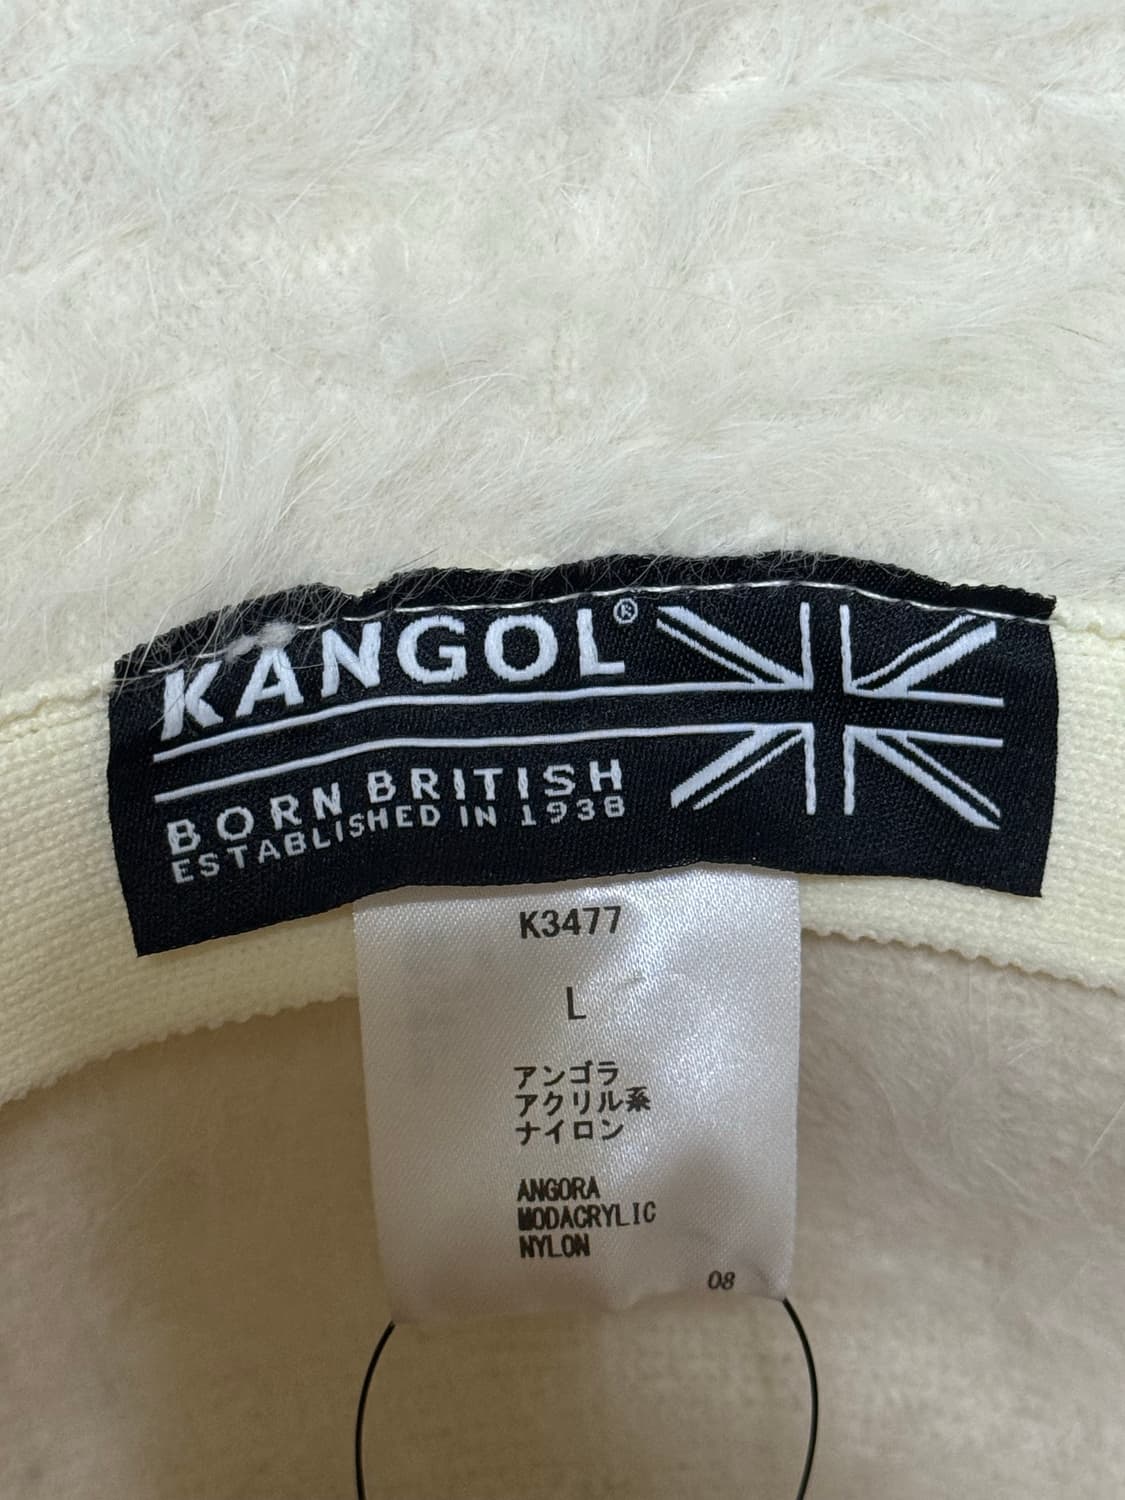 KANGOL®
BORN BRITISH
ESTABLISHED IN 1938
K3477
L
アンゴラ
アクリル系
ナイロン
ANGORA
MODACRYLIC
NYLON
08